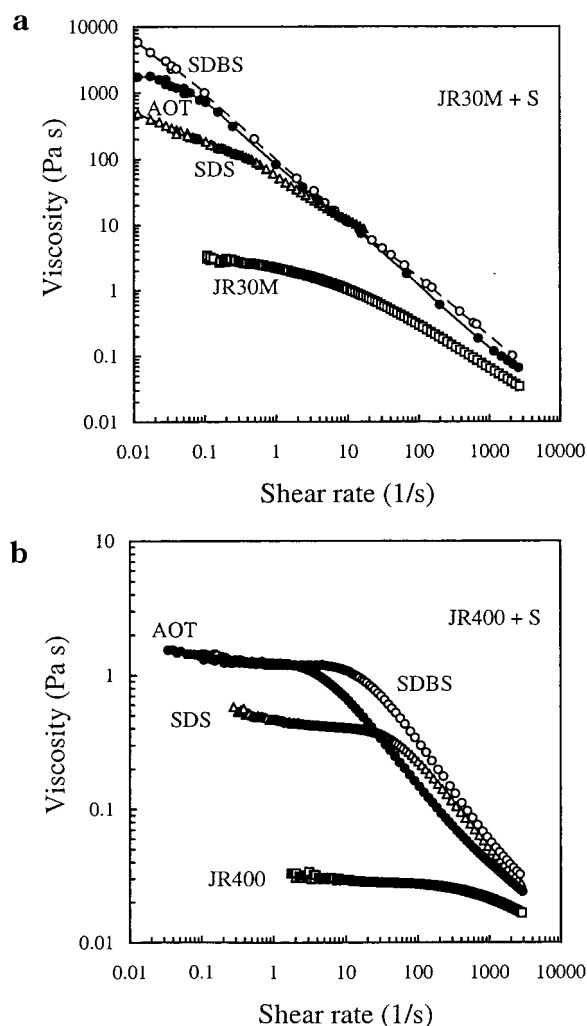 a
10000
SDBS
1000
AOT
JR30M + S
100
SDS
10
JR30M
1
0.1
0.01
Viscosity (Pa s)
0.01 0.1 1 10 100 1000 10000
Shear rate (1/s)
b
10
AOT
JR400 + S
1
SDBS
SDS
0.1
JR400
0.01
Viscosity (Pa s)
0.01 0.1 1 10 100 1000 10000
Shear rate (1/s)